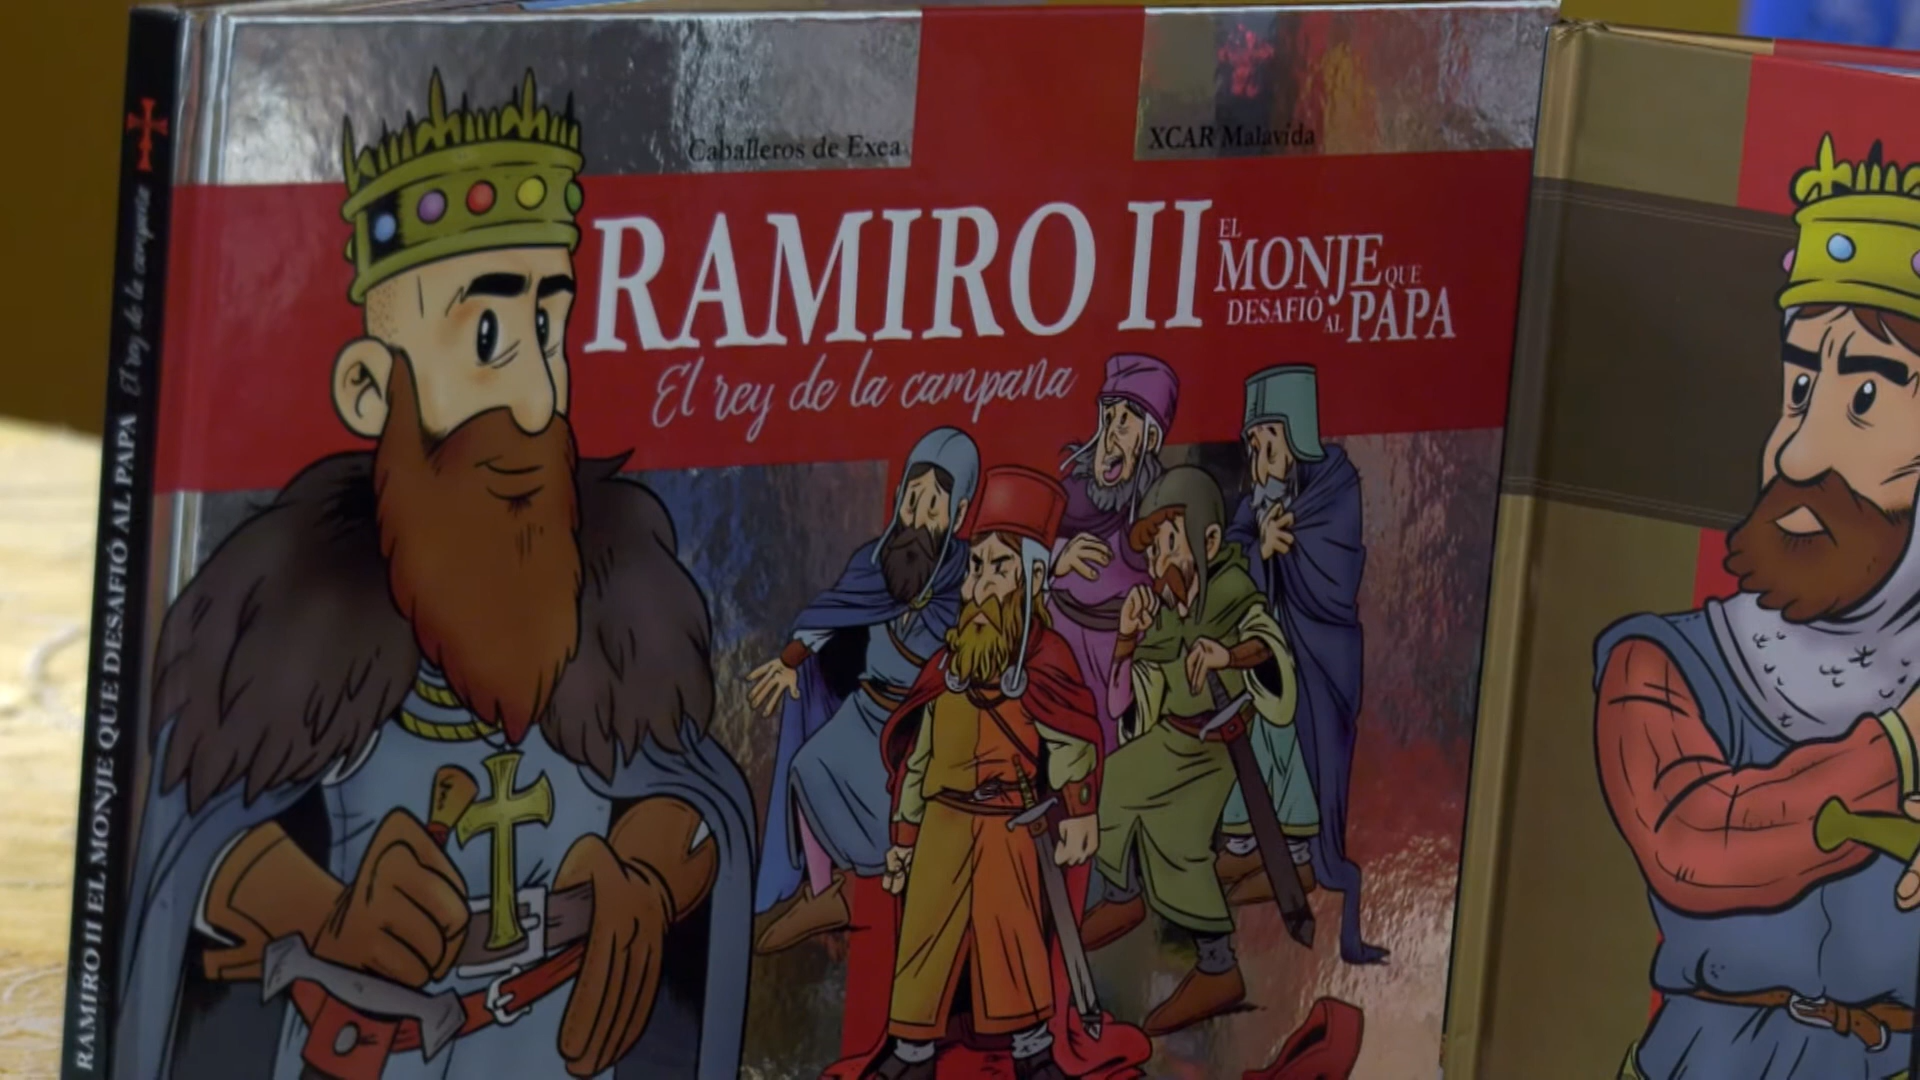 Caballeros de Exea
XCAR Malavida
RAMIRO II
EL
MONJE QUE
DESAFIÓ AL PAPA
El rey de la campana
RAMIRO II EL MONJE QUE DESAFIÓ AL PAPA El rey de la campana